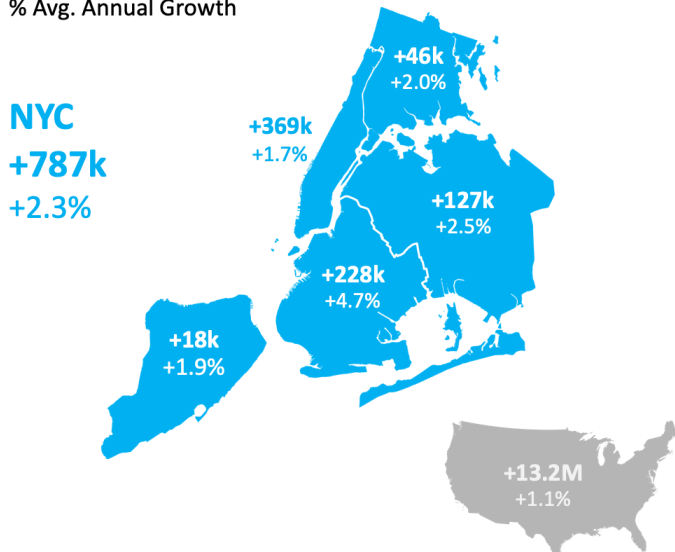 % Avg. Annual Growth
NYC
+787k
+2.3%
+46k
+2.0%
+369k
+1.7%
+127k
+2.5%
+228k
+4.7%
+18k
+1.9%
+13.2M
+1.1%